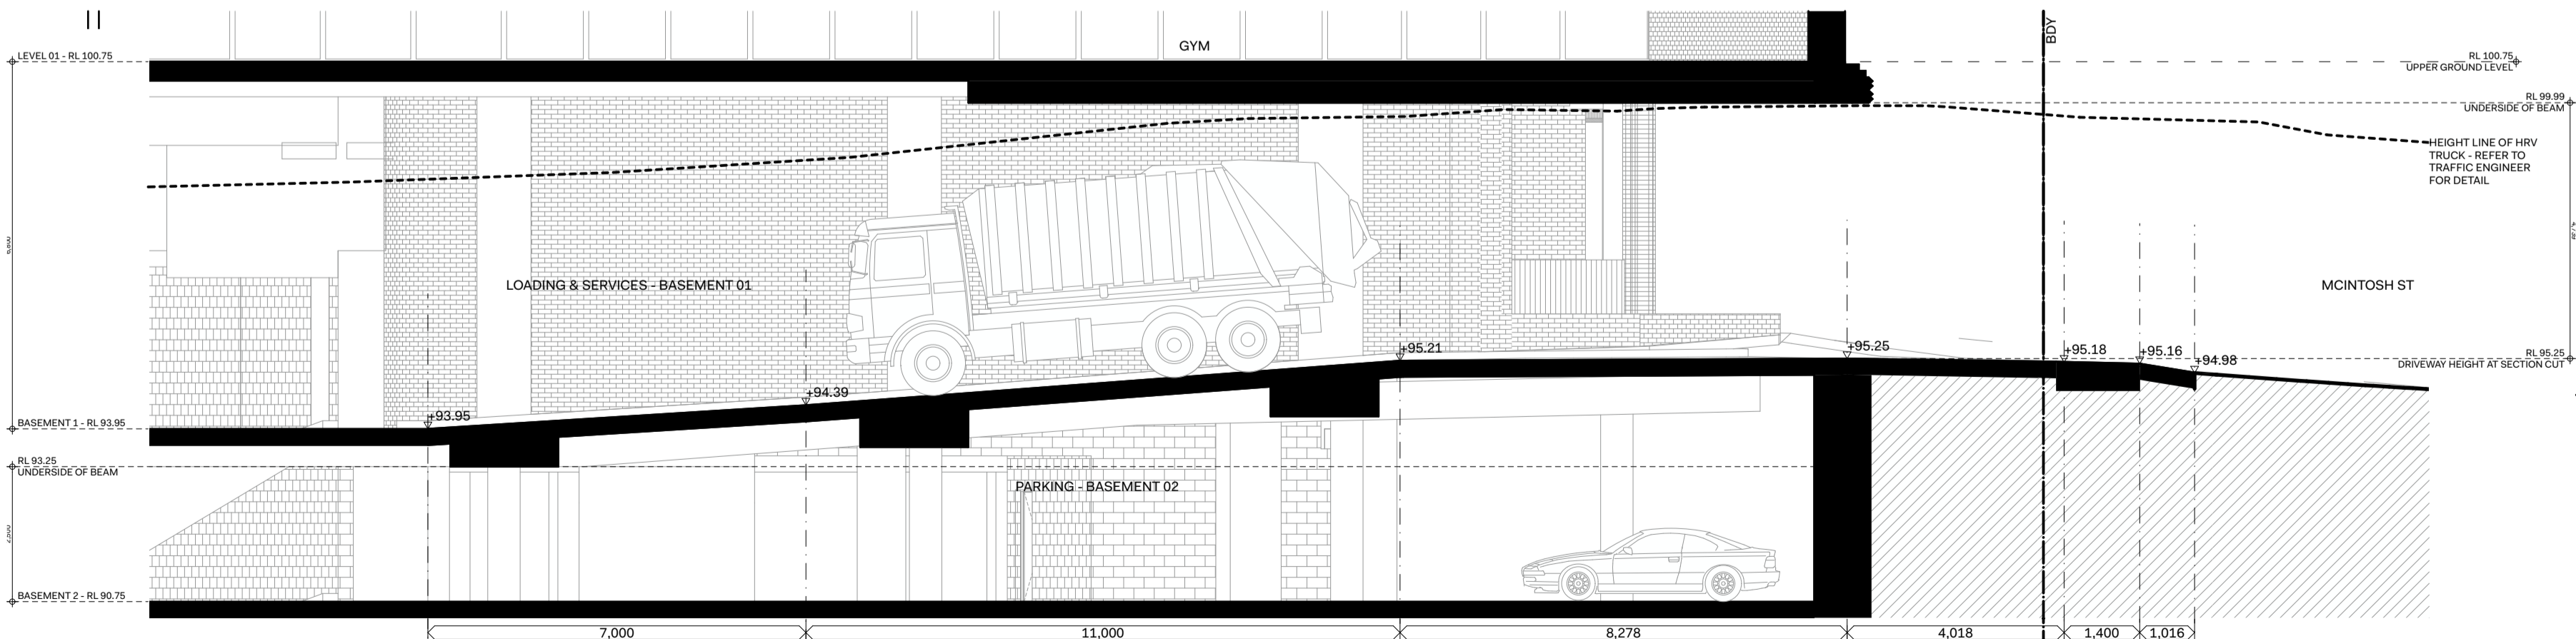 GYM
BDY
LEVEL 01 - RL 100.75
RL 100.75
UPPER GROUND LEVEL
RL 99.99
UNDERSIDE OF BEAM
HEIGHT LINE OF HRV
TRUCK - REFER TO
TRAFFIC ENGINEER
FOR DETAIL
LOADING & SERVICES - BASEMENT 01
MCINTOSH ST
+93.95
+94.39
+95.21
+95.25
+95.18
+95.16
+94.98
RL 95.25
DRIVEWAY HEIGHT AT SECTION CUT
BASEMENT 1 - RL 93.95
RL 93.25
UNDERSIDE OF BEAM
PARKING - BASEMENT 02
BASEMENT 2 - RL 90.75
7,000
11,000
8,278
4,018
1,400
1,016